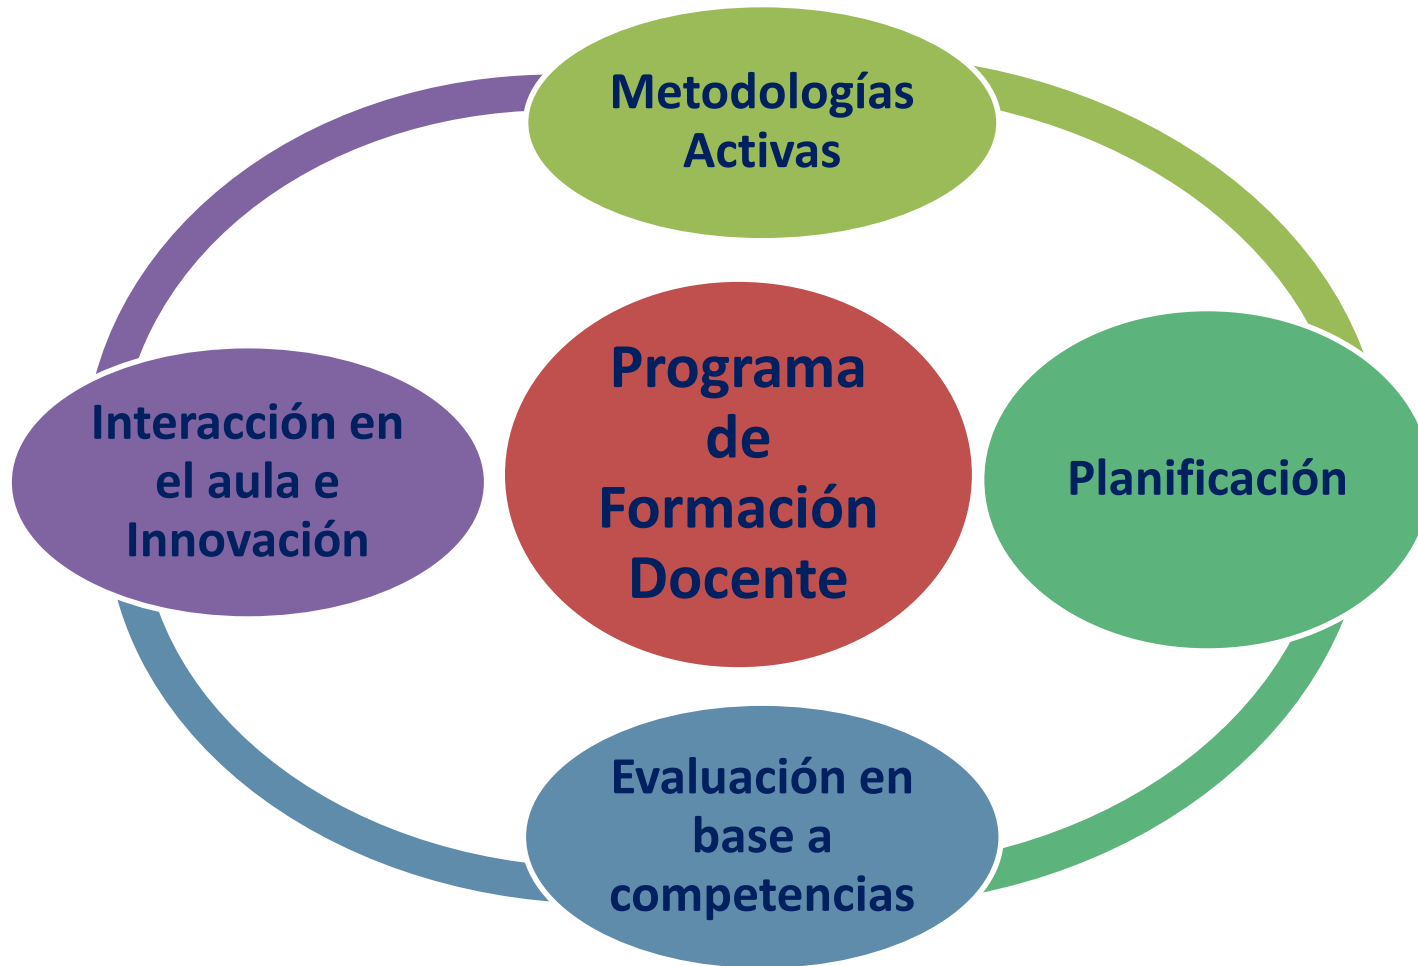 Metodologías
Activas
Programa
de
Formación
Docente
Interacción en
el aula e
Innovación
Planificación
Evaluación en
base a
competencias